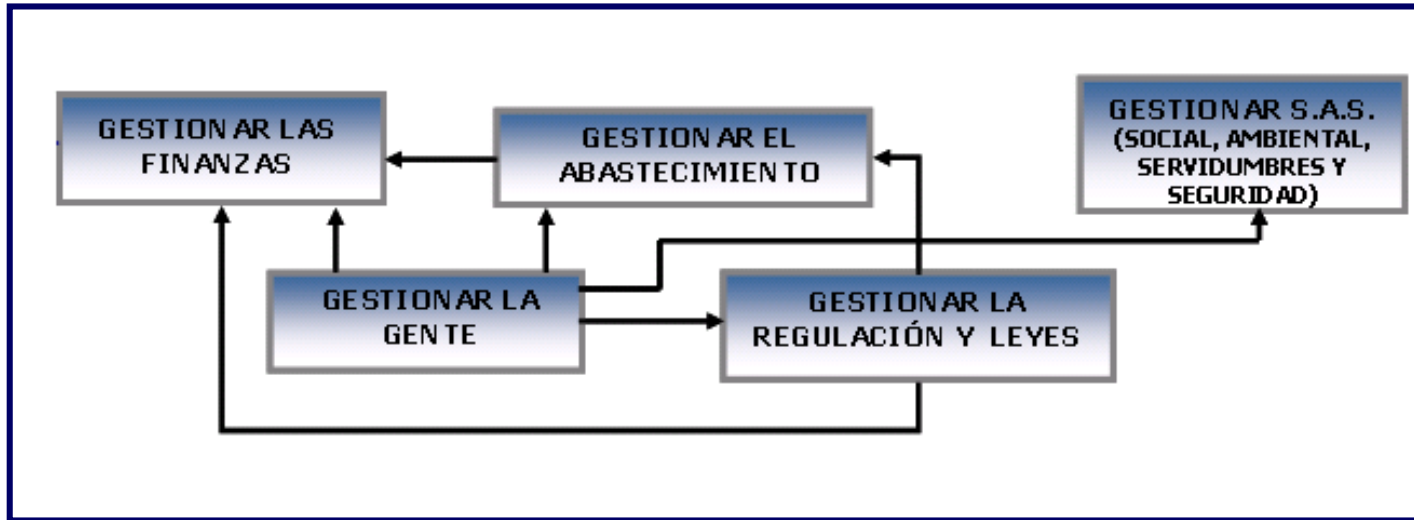 GESTIONAR LAS
FINANZAS
GESTIONAR EL
ABASTECIMIENTO
GESTIONAR S.A.S.
(SOCIAL, AMBIENTAL,
SERVIDUMBRES Y
SEGURIDAD)
GESTIONAR LA
GENTE
GESTIONAR LA
REGULACIÓN Y LEYES